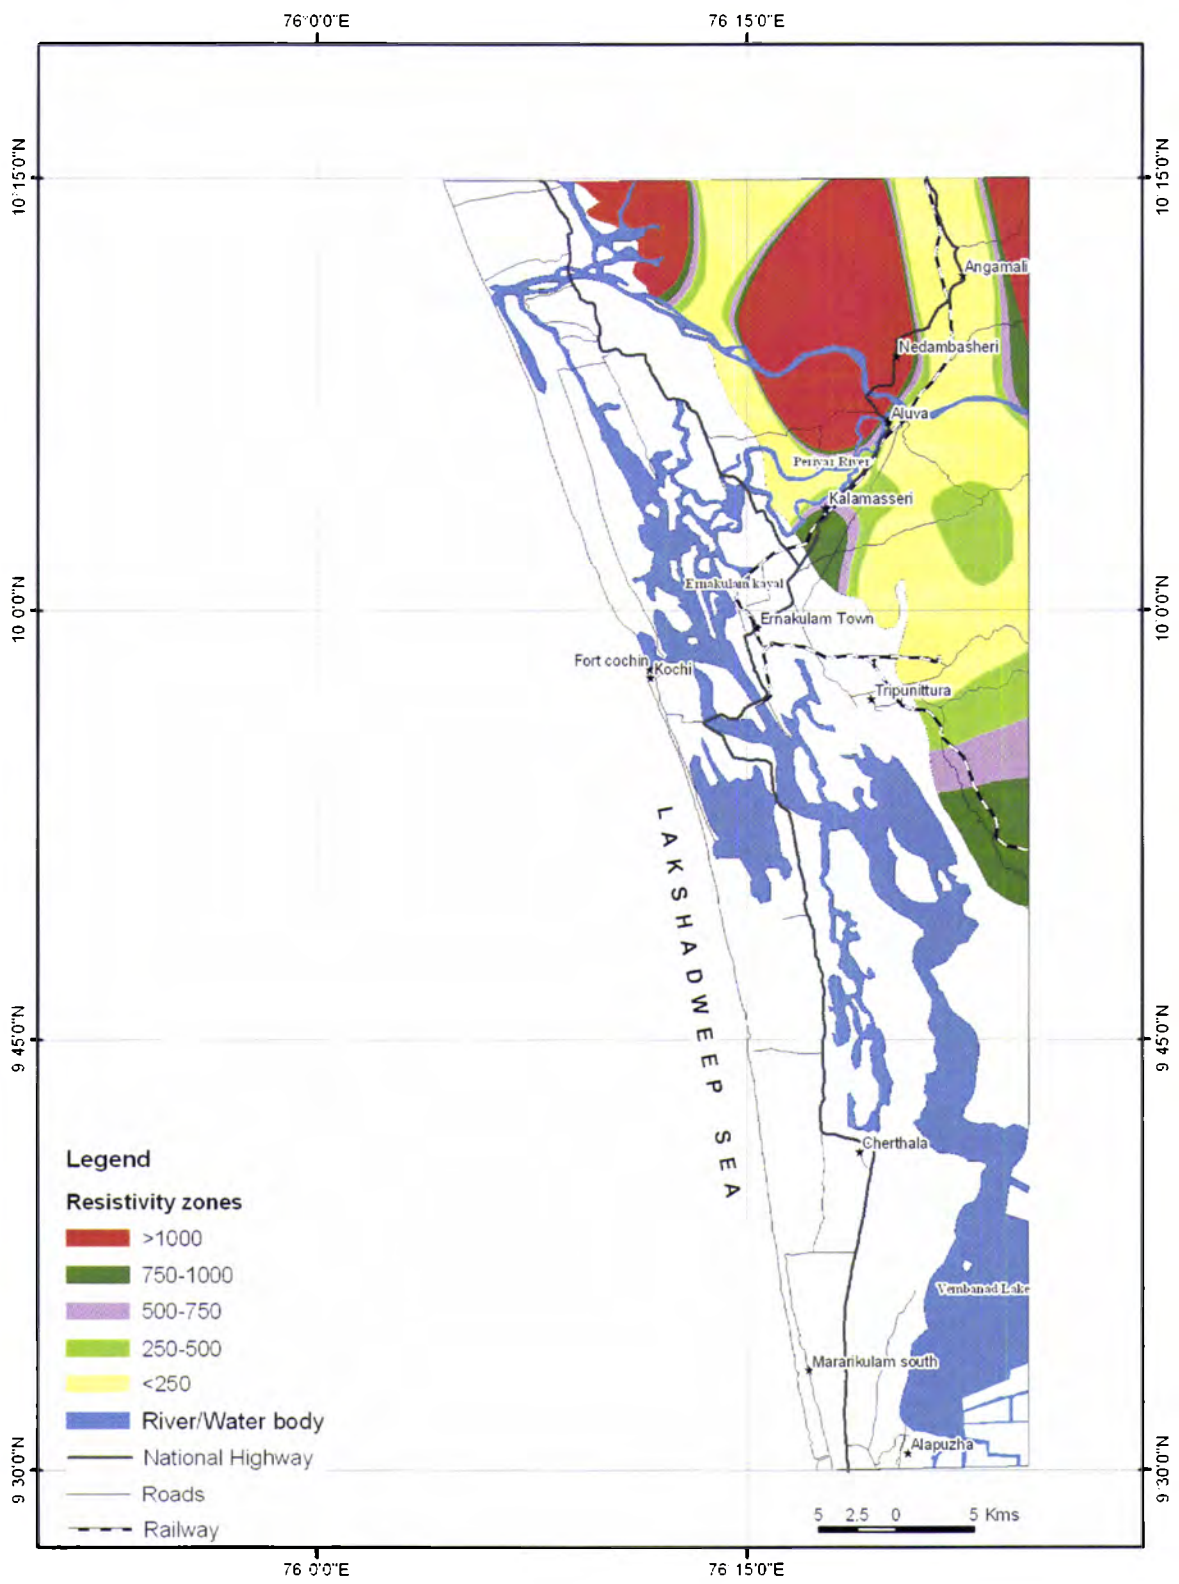 76 0'0"E
76 15'0"E
10 15'0"N
10 15'0"N
Angamali
Nedambasheri
Aluva
Periyar River
Kalamasseri
Ernakulam kayal
10 0'0"N
10 0'0"N
Ernakulam Town
Fort cochin
Kochi
Tripunittura
LAKSHADWEEP SEA
9 45'0"N
9 45'0"N
Cherthala
Vembanad Lake
Mararikulam south
Alapuzha
9 30'0"N
9 30'0"N
Legend
Resistivity zones
>1000
750-1000
500-750
250-500
<250
River/Water body
National Highway
Roads
Railway
5 2.5 0 5 Kms
76 0'0"E
76 15'0"E